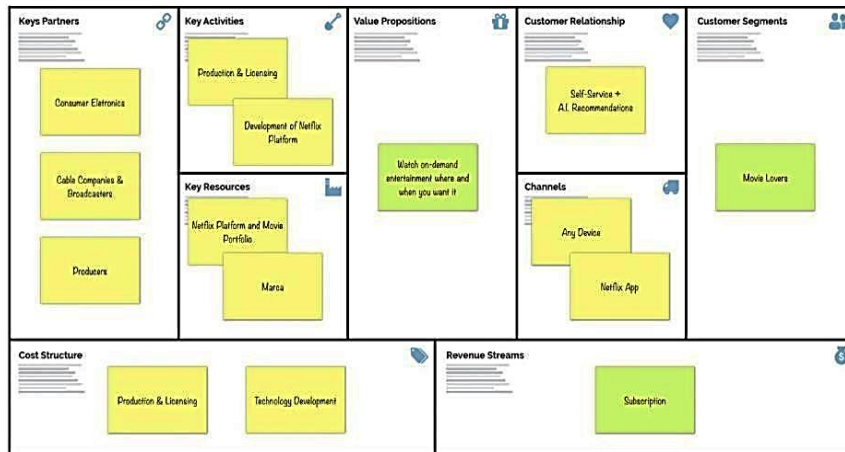 Keys Partners
Consumer Eletronics
Cable Companies &
Broadcasters
Producers
Key Activities
Production & Licensing
Development of Netflix
Platform
Key Resources
Netflix Platform and Movie
Portfolio
Marca
Value Propositions
Watch on-demand
entertainment where and
when you want it
Customer Relationship
Self-Service +
A.I. Recommendations
Channels
Any Device
Netflix App
Customer Segments
Movie Lovers
Cost Structure
Production & Licensing
Technology Development
Revenue Streams
$
Subscription